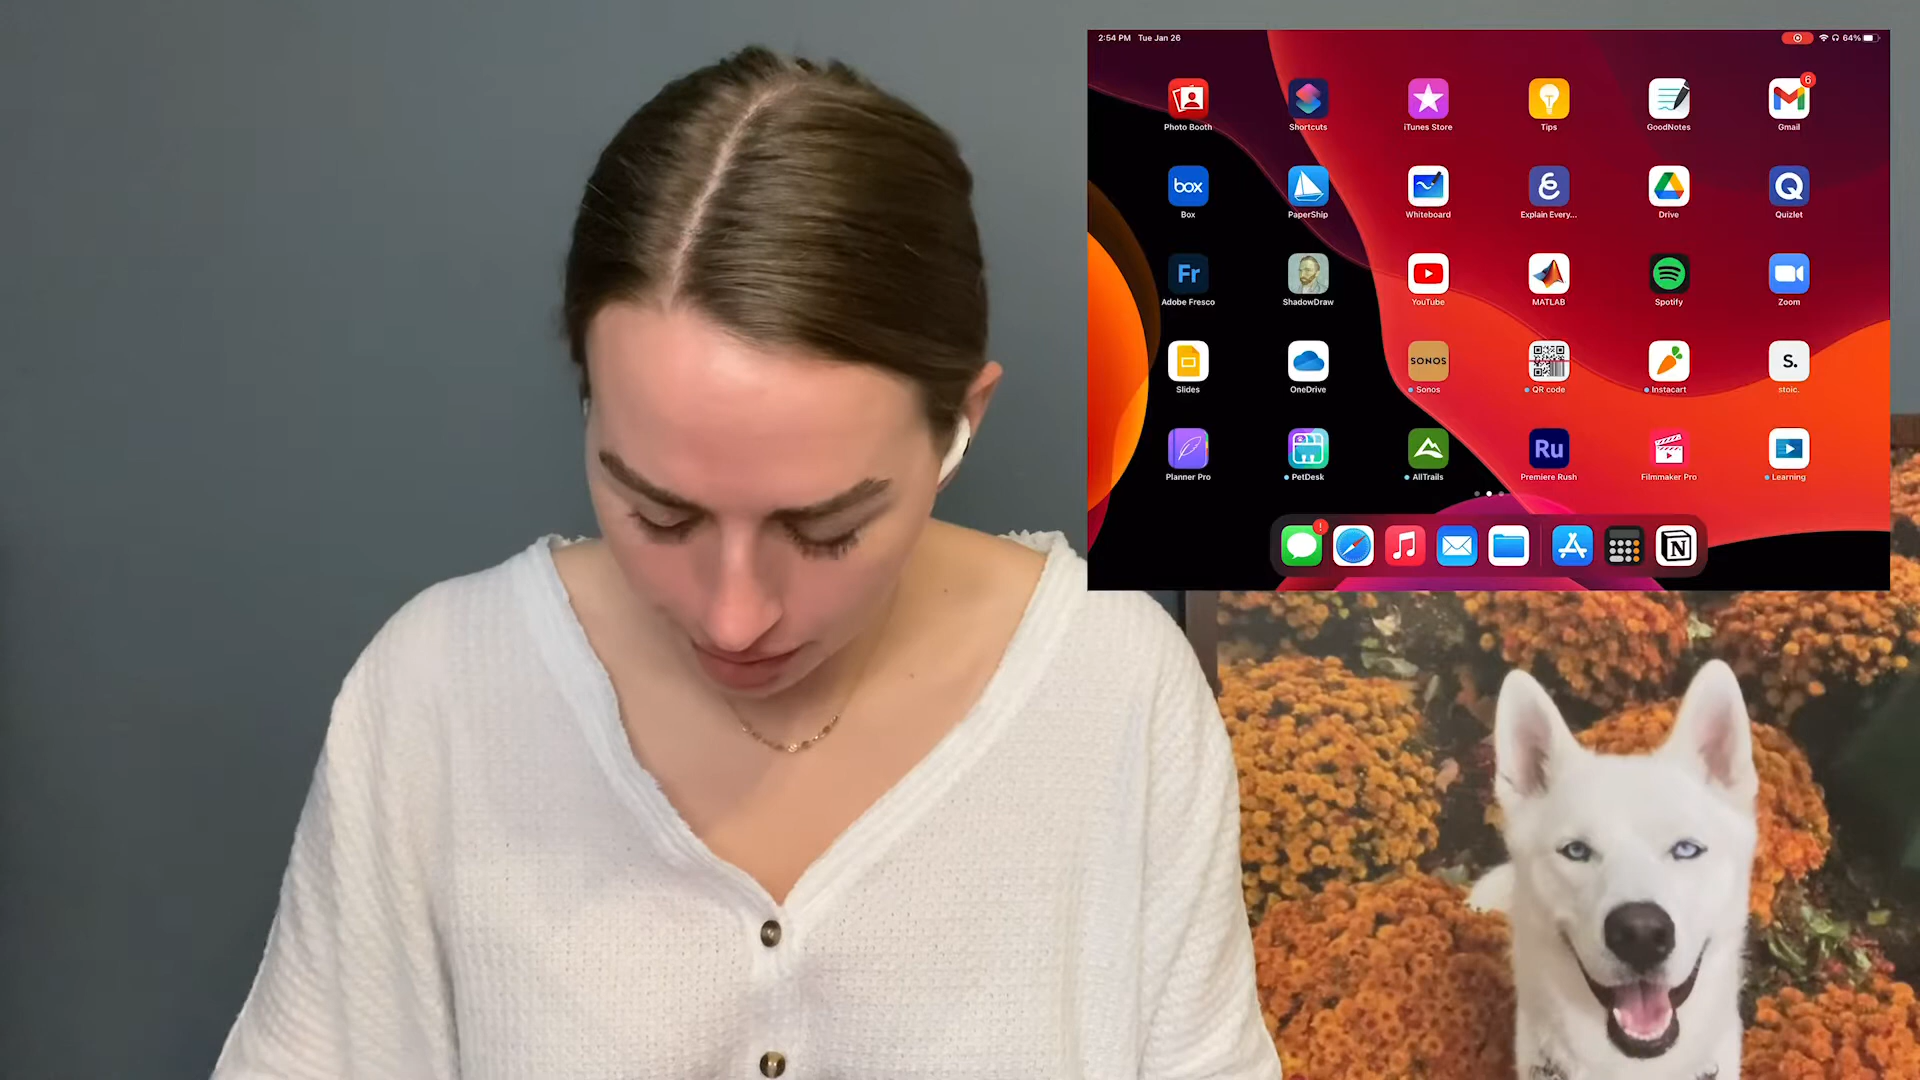 2:54 PM Tue Jan 26
64%
6
Photo Booth
Shortcuts
iTunes Store
Tips
GoodNotes
Gmail
box
Box
PaperShip
Whiteboard
Explain Every...
Drive
Quizlet
Fr
Adobe Fresco
ShadowDraw
YouTube
MATLAB
Spotify
Zoom
SONOS
S.
Slides
OneDrive
Sonos
QR code
Instacart
stoic.
Ru
Planner Pro
PetDesk
AllTrails
Premiere Rush
Filmmaker Pro
Learning
!
N